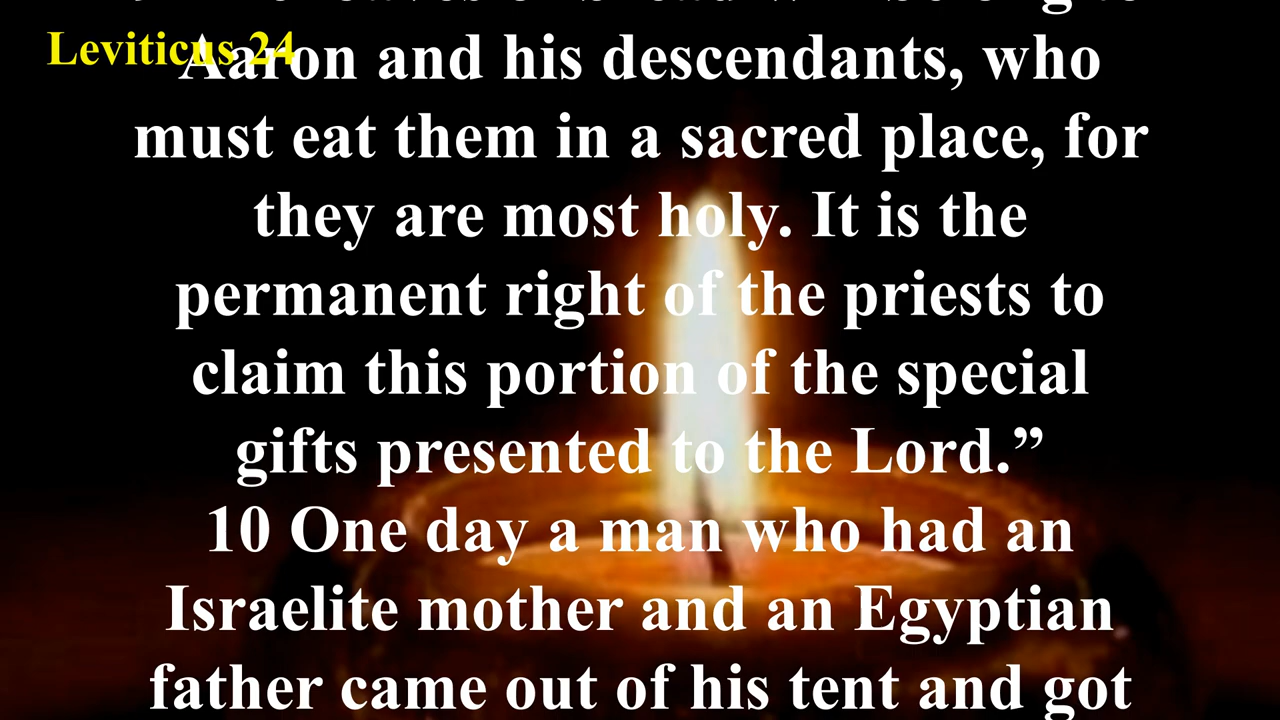 Leviticus 24
Aaron and his descendants, who
must eat them in a sacred place, for
they are most holy. It is the
permanent right of the priests to
claim this portion of the special
gifts presented to the Lord.”
10 One day a man who had an
Israelite mother and an Egyptian
father came out of his tent and got